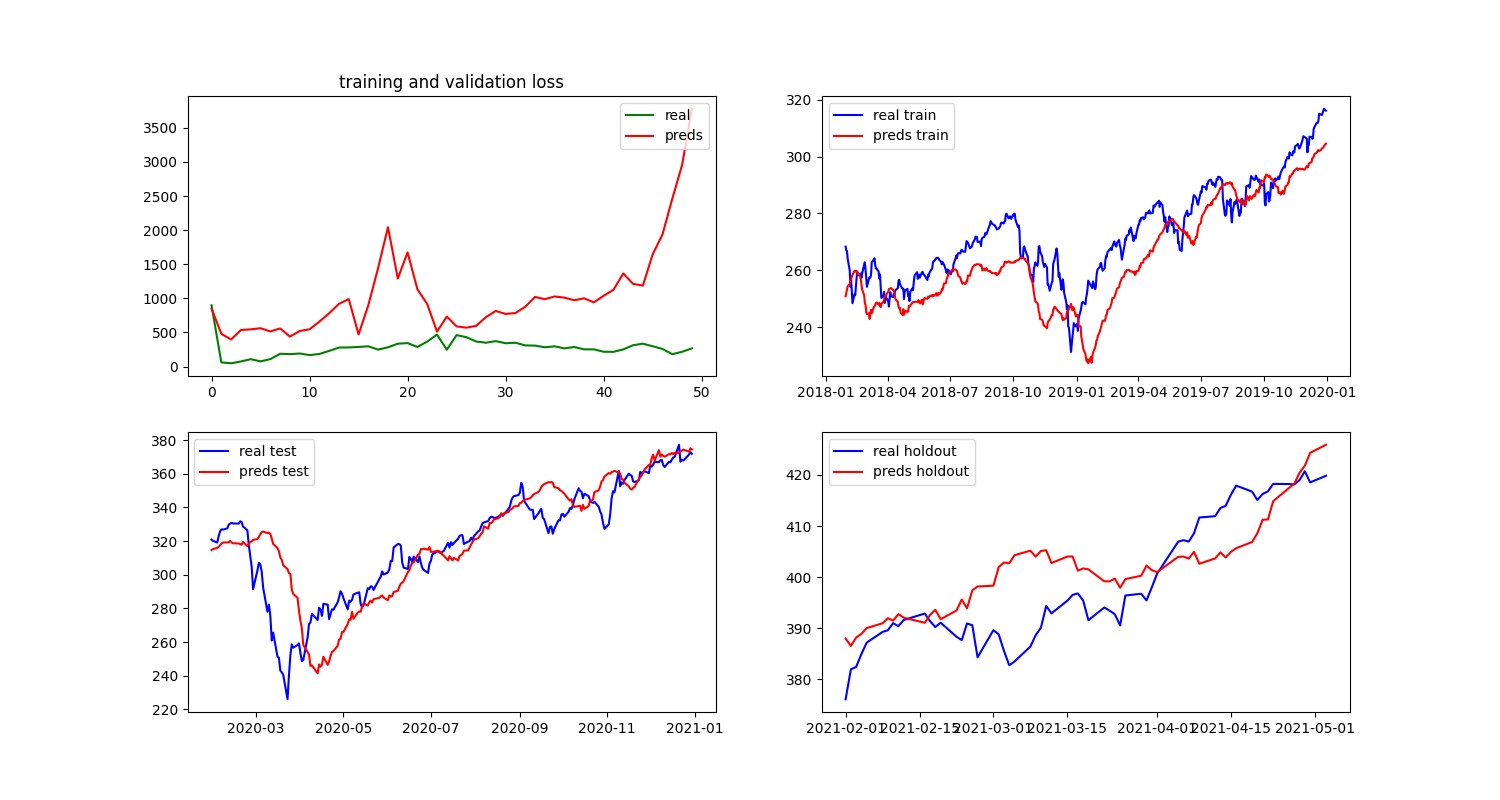 training and validation loss
real
preds
3500
3000
2500
2000
1500
1000
500
0
0 10 20 30 40 50
real train
preds train
320
300
280
260
240
2018-01 2018-04 2018-07 2018-10 2019-01 2019-04 2019-07 2019-10 2020-01
real test
preds test
380
360
340
320
300
280
260
240
220
2020-03 2020-05 2020-07 2020-09 2020-11 2021-01
real holdout
preds holdout
420
410
400
390
380
2021-02-01 2021-02-15 2021-03-01 2021-03-15 2021-04-01 2021-04-15 2021-05-01